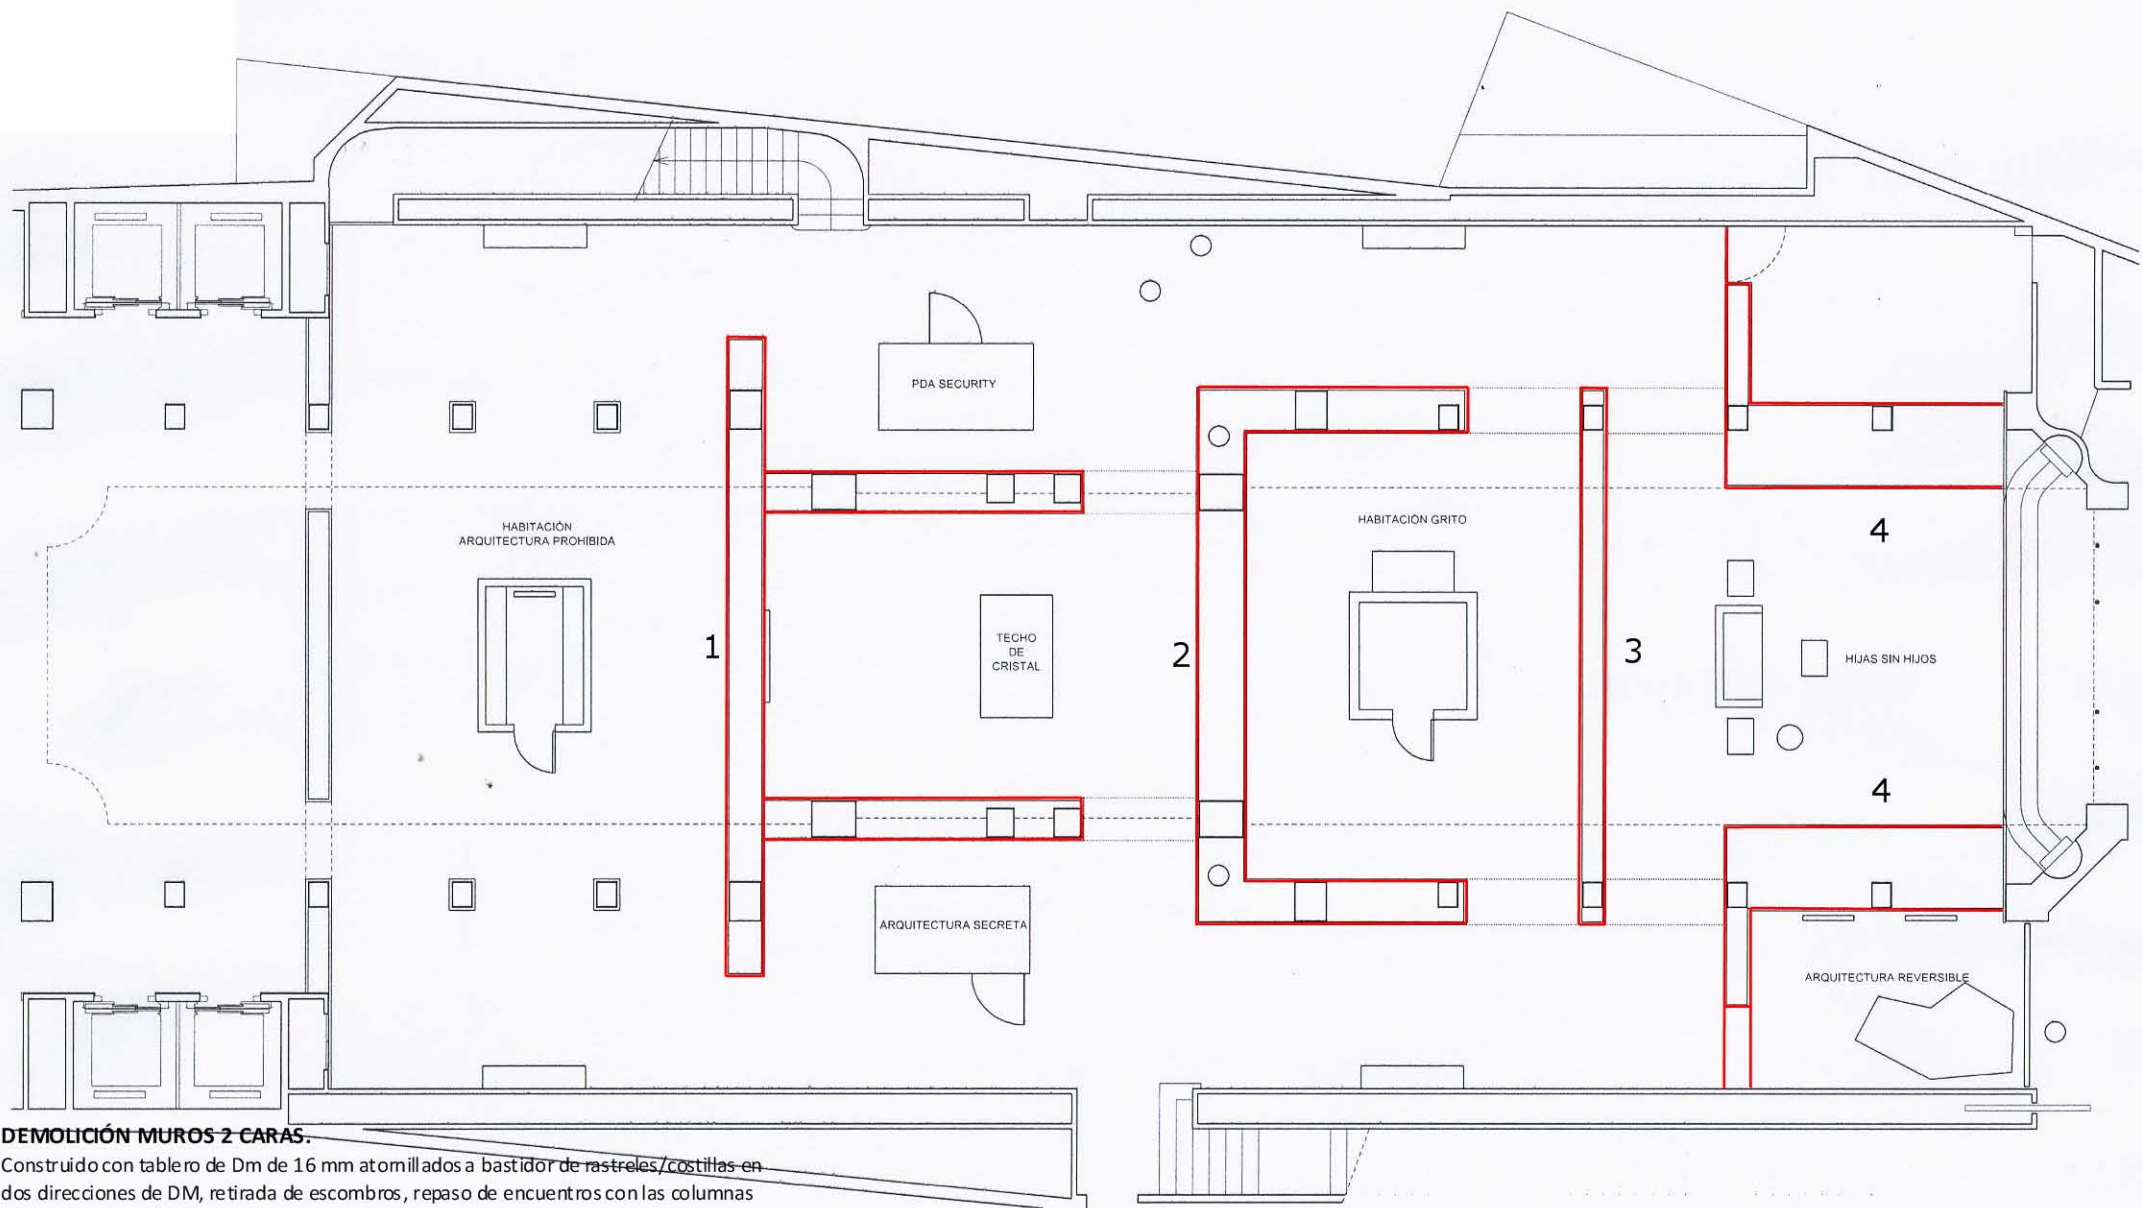 PDA SECURITY
HABITACIÓN
ARQUITECTURA PROHIBIDA
HABITACIÓN GRITO
4
1
TECHO
DE
CRISTAL
2
3
HIJAS SIN HIJOS
4
ARQUITECTURA SECRETA
ARQUITECTURA REVERSIBLE
DEMOLICIÓN MUROS 2 CARAS.
Construido con tablero de Dm de 16 mm atornillados a bastidor de rastreles/costillas en
dos direcciones de DM, retirada de escombros, repaso de encuentros con las columnas